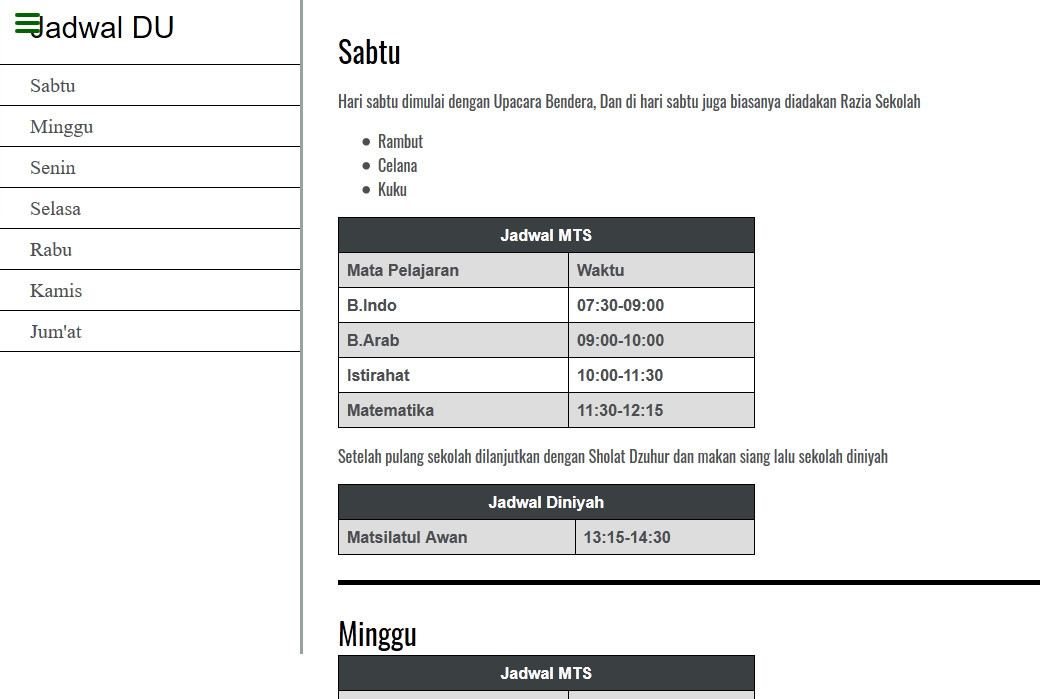 Jadwal DU
Sabtu
Minggu
Senin
Selasa
Rabu
Kamis
Jum'at
Sabtu
Hari sabtu dimulai dengan Upacara Bendera, Dan di hari sabtu juga biasanya diadakan Razia Sekolah
Rambut
Celana
Kuku
Jadwal MTS
Mata Pelajaran Waktu
B.Indo 07:30-09:00
B.Arab 09:00-10:00
Istirahat 10:00-11:30
Matematika 11:30-12:15
Setelah pulang sekolah dilanjutkan dengan Sholat Dzuhur dan makan siang lalu sekolah diniyah
Jadwal Diniyah
Matsilatul Awan 13:15-14:30
Minggu
Jadwal MTS